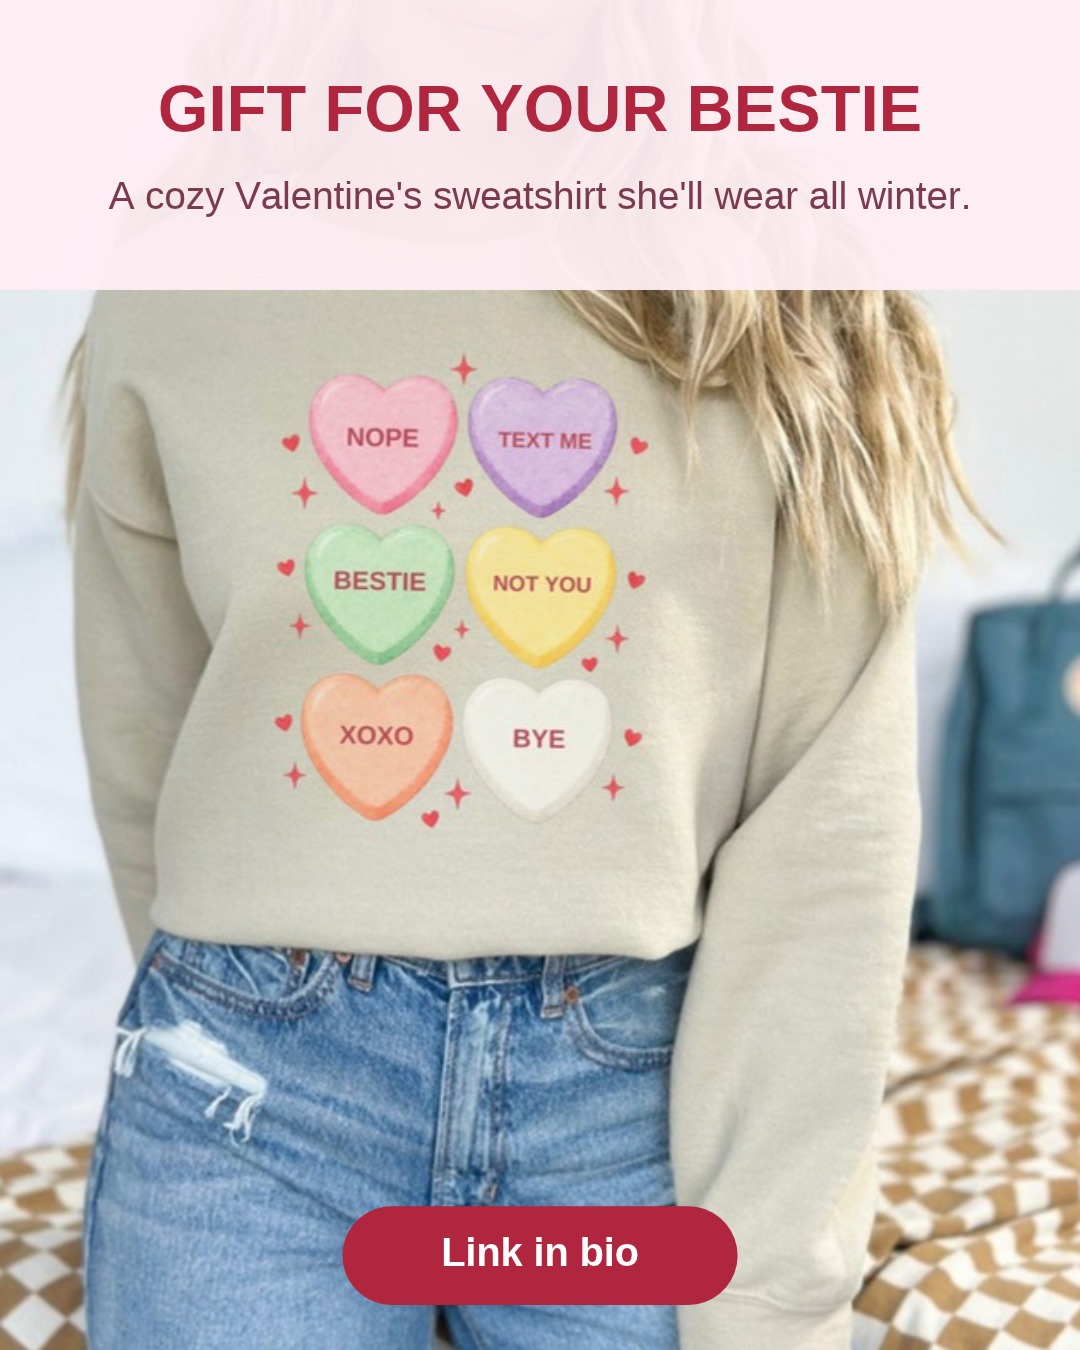 GIFT FOR YOUR BESTIE
A cozy Valentine's sweatshirt she'll wear all winter.
NOPE
TEXT ME
BESTIE
NOT YOU
XOXO
BYE
Link in bio